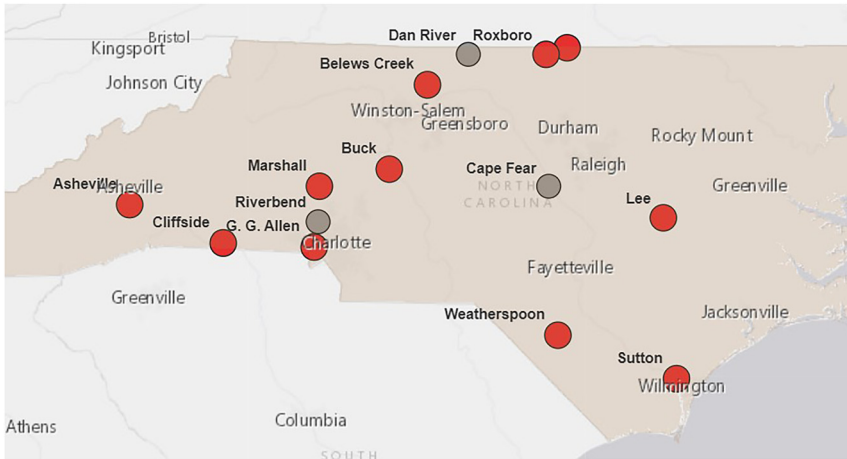 Bristol
Kingsport
Dan River
Roxboro
Belews Creek
Johnson City
Winston-Salem
Greensboro
Durham
Rocky Mount
Buck
Marshall
Cape Fear
Raleigh
Asheville
Asheville
NORTH
CAROLINA
Greenville
Riverbend
Lee
Cliffside
G. G. Allen
Charlotte
Fayetteville
Greenville
Weatherspoon
Jacksonville
Sutton
Wilmington
Columbia
Athens
SOUTH